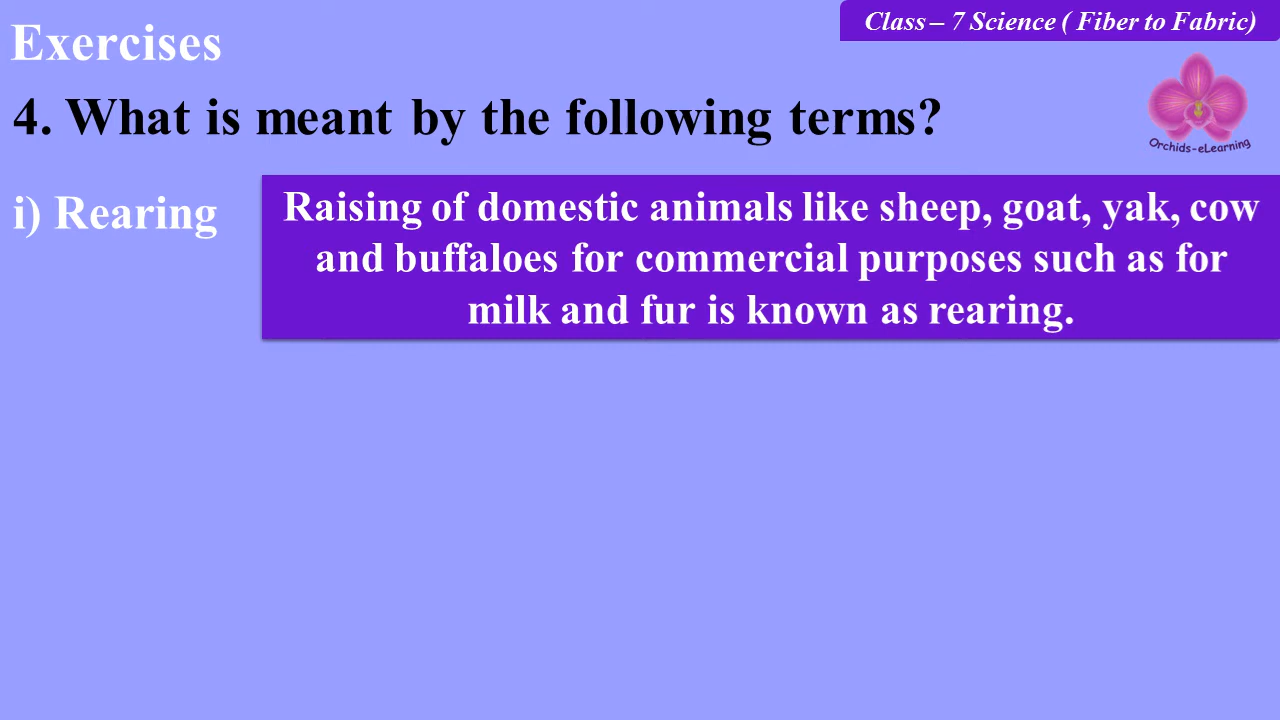 Class – 7 Science ( Fiber to Fabric)
Exercises
4. What is meant by the following terms?
Orchids-eLearning
i) Rearing
Raising of domestic animals like sheep, goat, yak, cow
and buffaloes for commercial purposes such as for
milk and fur is known as rearing.